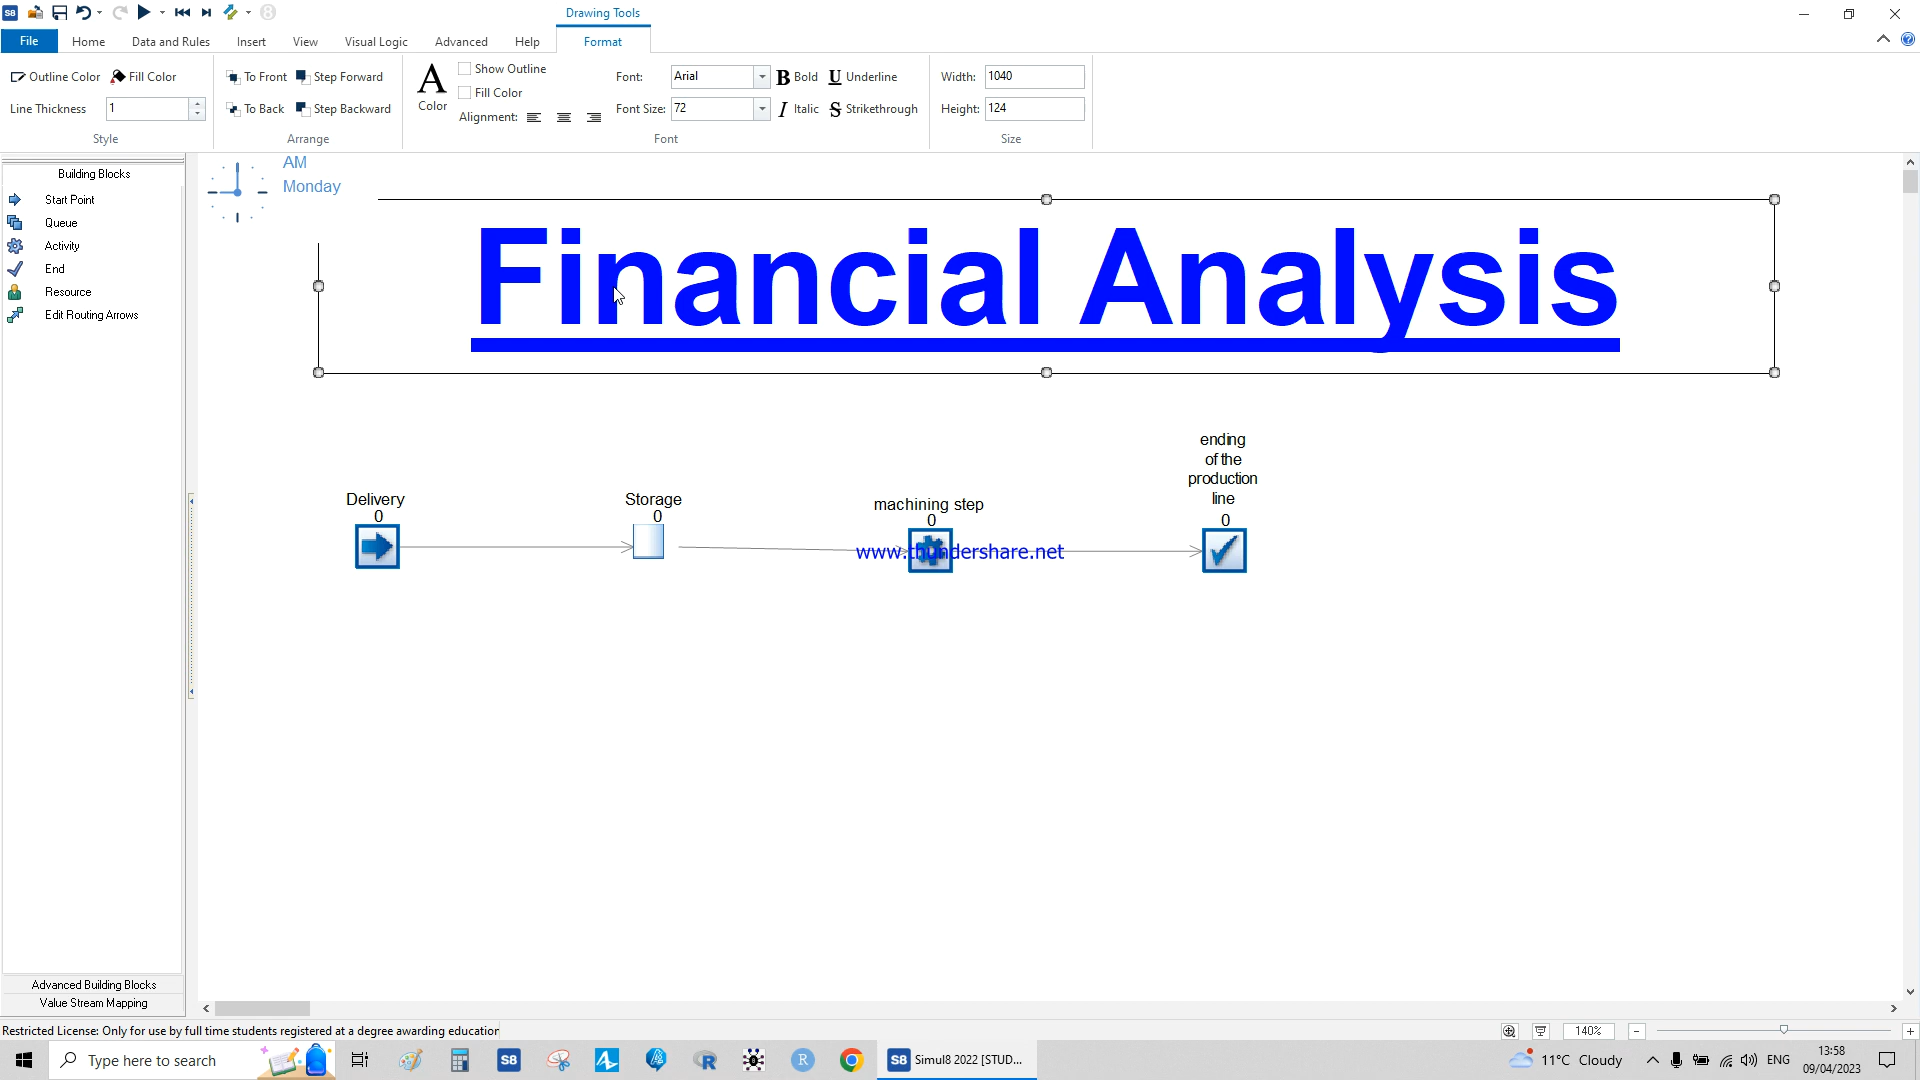 Drawing Tools
File Home Data and Rules Insert View Visual Logic Advanced Help Format
Outline Color Fill Color To Front Step Forward Color Show Outline Font: Arial Bold Underline Width: 1040
Fill Color
Line Thickness 1 To Back Step Backward Alignment: Font Size: 72 Italic Strikethrough Height: 124
Style Arrange Font Size
Building Blocks
Start Point
Queue
Activity
End
Resource
Edit Routing Arrows
AM
Monday
Financial Analysis
ending
of the
production
line
0
Delivery
0
Storage
0
machining step
0
www.thundershare.net
Advanced Building Blocks
Value Stream Mapping
Restricted License: Only for use by full time students registered at a degree awarding education
140%
Type here to search
S8
S8 Simul8 2022 [STUD...
11°C Cloudy
ENG
13:58
09/04/2023